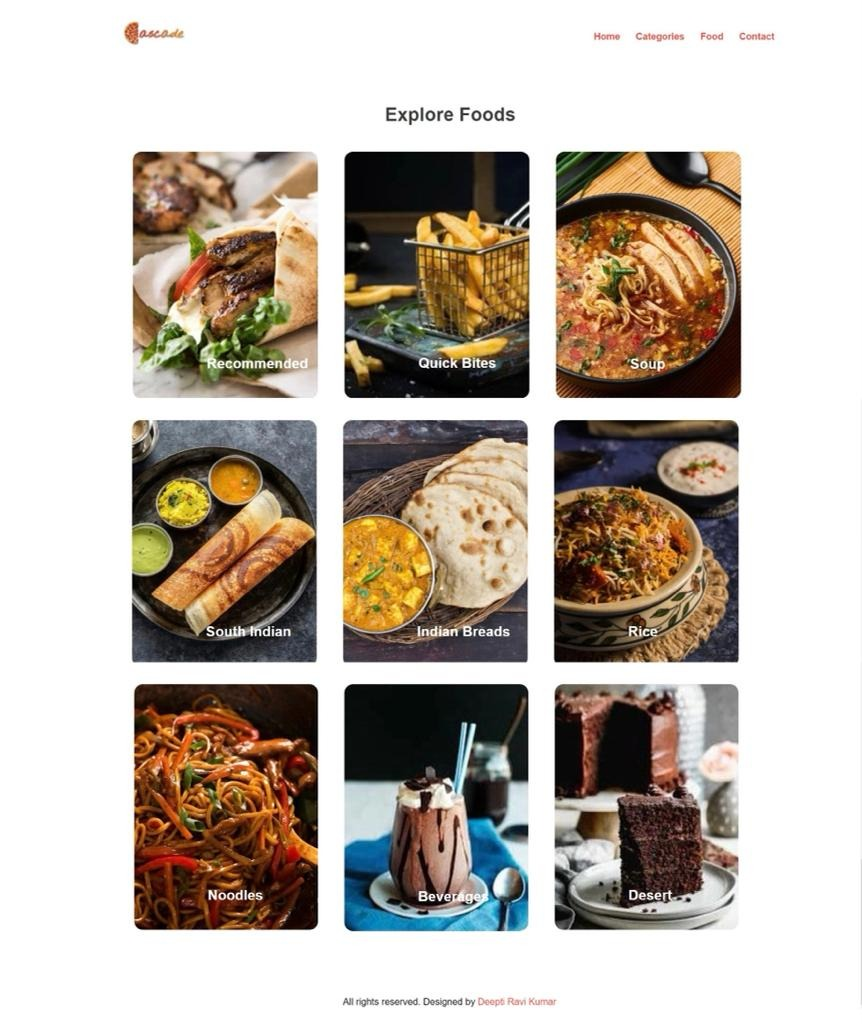 Cascade
Home Categories Food Contact
Explore Foods
Recommended
Quick Bites
Soup
South Indian
Indian Breads
Rice
Noodles
Beverages
Desert
All rights reserved. Designed by Deepti Ravi Kumar